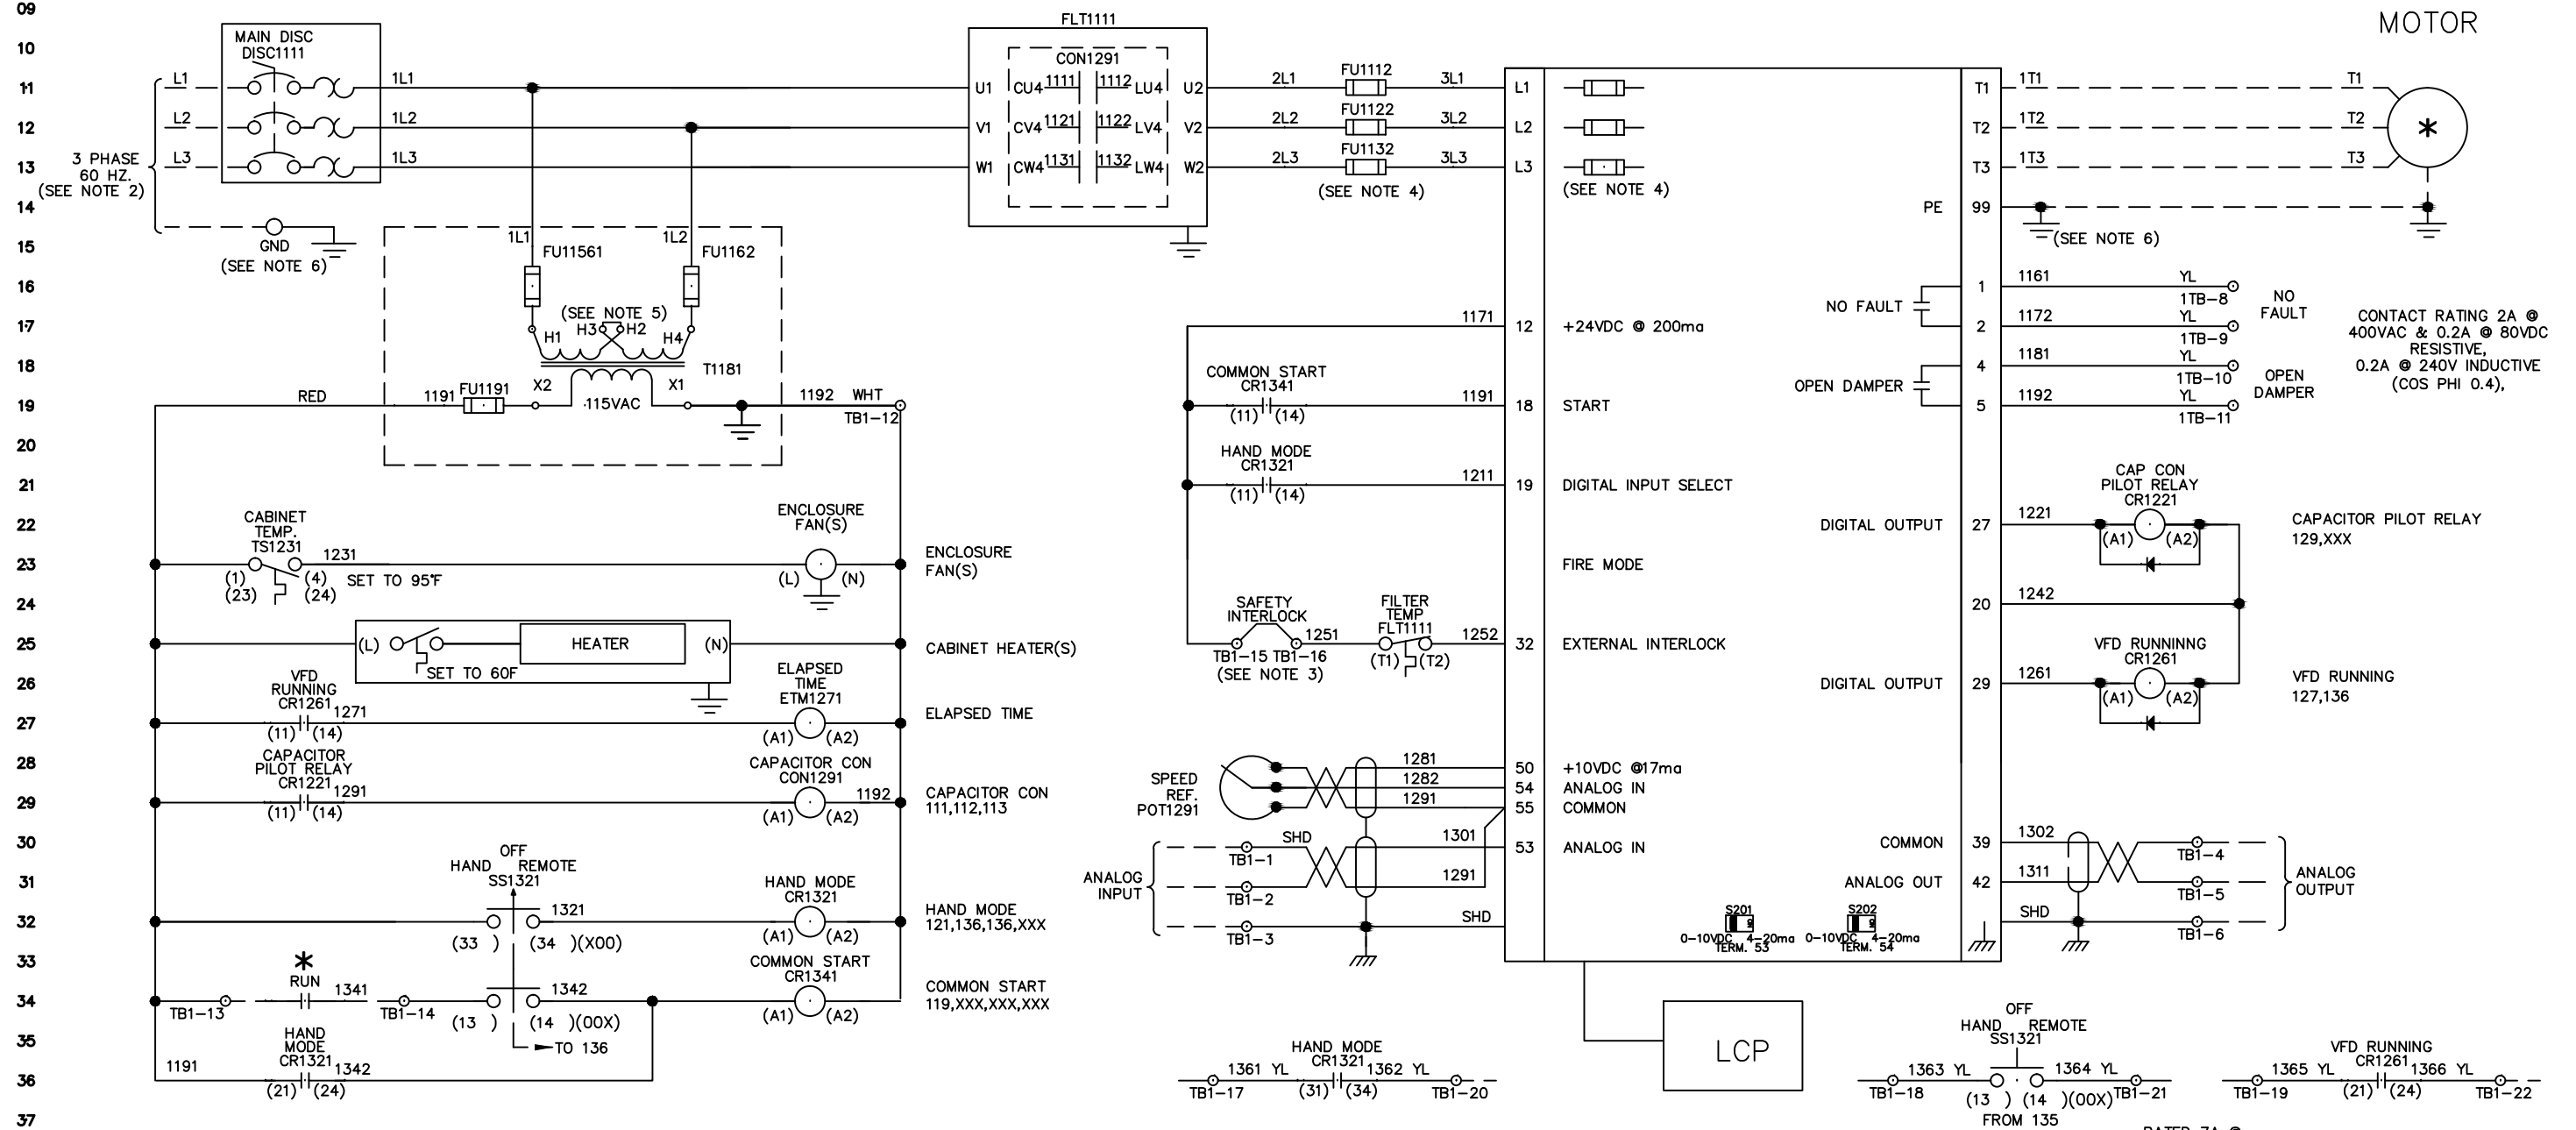 09
MOTOR
FLT1111
10
MAIN DISC
DISC1111
CON1291
11
L1
1L1
U1
CU4
1111
1112
LU4
U2
2L1
FU1112
3L1
L1
T1
1T1
T1
12
L2
1L2
V1
CV4
1121
1122
LV4
V2
2L2
FU1122
3L2
L2
T2
1T2
T2
*
13
3 PHASE
60 HZ.
(SEE NOTE 2)
L3
1L3
W1
CW4
1131
1132
LW4
W2
2L3
FU1132
3L3
L3
T3
1T3
T3
(SEE NOTE 4)
(SEE NOTE 4)
14
PE
99
15
GND
(SEE NOTE 6)
1L1
1L2
FU11561
FU1162
(SEE NOTE 6)
16
1
1161
YL
1TB-8
NO FAULT
NO
FAULT
17
(SEE NOTE 5)
H1
H3
H2
H4
1171
12
+24VDC @ 200ma
2
1172
YL
1TB-9
CONTACT RATING 2A @
400VAC & 0.2A @ 80VDC
RESISTIVE,
0.2A @ 240V INDUCTIVE
(COS PHI 0.4),
18
T1181
COMMON START
CR1341
4
1181
YL
1TB-10
OPEN DAMPER
OPEN
DAMPER
19
RED
1191
FU1191
X2
X1
115VAC
1192
WHT
TB1-12
(11)
(14)
1191
18
START
5
1192
YL
1TB-11
20
HAND MODE
CR1321
21
(11)
(14)
1211
19
DIGITAL INPUT SELECT
CAP CON
PILOT RELAY
CR1221
22
CABINET
TEMP.
TS1231
ENCLOSURE
FAN(S)
DIGITAL OUTPUT
27
1221
(A1)
(A2)
CAPACITOR PILOT RELAY
129,XXX
23
1231
(1)
(23)
(4)
(24)
SET TO 95°F
(L)
(N)
ENCLOSURE
FAN(S)
FIRE MODE
24
SAFETY
INTERLOCK
FILTER
TEMP
FLT1111
20
1242
25
(L)
HEATER
(N)
SET TO 60F
CABINET HEATER(S)
TB1-15
TB1-16
(SEE NOTE 3)
1251
(T1)
(T2)
1252
32
EXTERNAL INTERLOCK
VFD RUNNINNG
CR1261
26
VFD
RUNNING
CR1261
ELAPSED
TIME
ETM1271
DIGITAL OUTPUT
29
1261
(A1)
(A2)
VFD RUNNING
127,136
27
1271
(11)
(14)
(A1)
(A2)
ELAPSED TIME
28
CAPACITOR
PILOT RELAY
CR1221
CAPACITOR CON
CON1291
SPEED
REF.
POT1291
1281
1282
1291
50
54
55
+10VDC @17ma
ANALOG IN
COMMON
29
1291
(11)
(14)
(A1)
(A2)
1192
CAPACITOR CON
111,112,113
30
OFF
HAND
REMOTE
SS1321
TB1-1
SHD
1301
53
ANALOG IN
COMMON
39
1302
TB1-4
31
HAND MODE
CR1321
ANALOG
INPUT
TB1-2
1291
ANALOG OUT
42
1311
TB1-5
ANALOG
OUTPUT
32
1321
(33 )
(34 )(X00)
(A1)
(A2)
HAND MODE
121,136,136,XXX
TB1-3
SHD
S201
0-10VDC 4-20ma
TERM. 53
S202
0-10VDC 4-20ma
TERM. 54
SHD
TB1-6
33
*
RUN
COMMON START
CR1341
34
TB1-13
1341
TB1-14
1342
(13 )
(14 )(00X)
(A1)
(A2)
COMMON START
119,XXX,XXX,XXX
35
HAND
MODE
CR1321
TO 136
HAND MODE
CR1321
LCP
OFF
HAND
REMOTE
SS1321
VFD RUNNING
CR1261
36
1191
(21)
(24)
1342
TB1-17
1361 YL
(31)
(34)
1362 YL
TB1-20
TB1-18
1363 YL
(13 )
(14 )(00X)
1364 YL
TB1-21
TB1-19
1365 YL
(21)
(24)
1366 YL
TB1-22
37
FROM 135